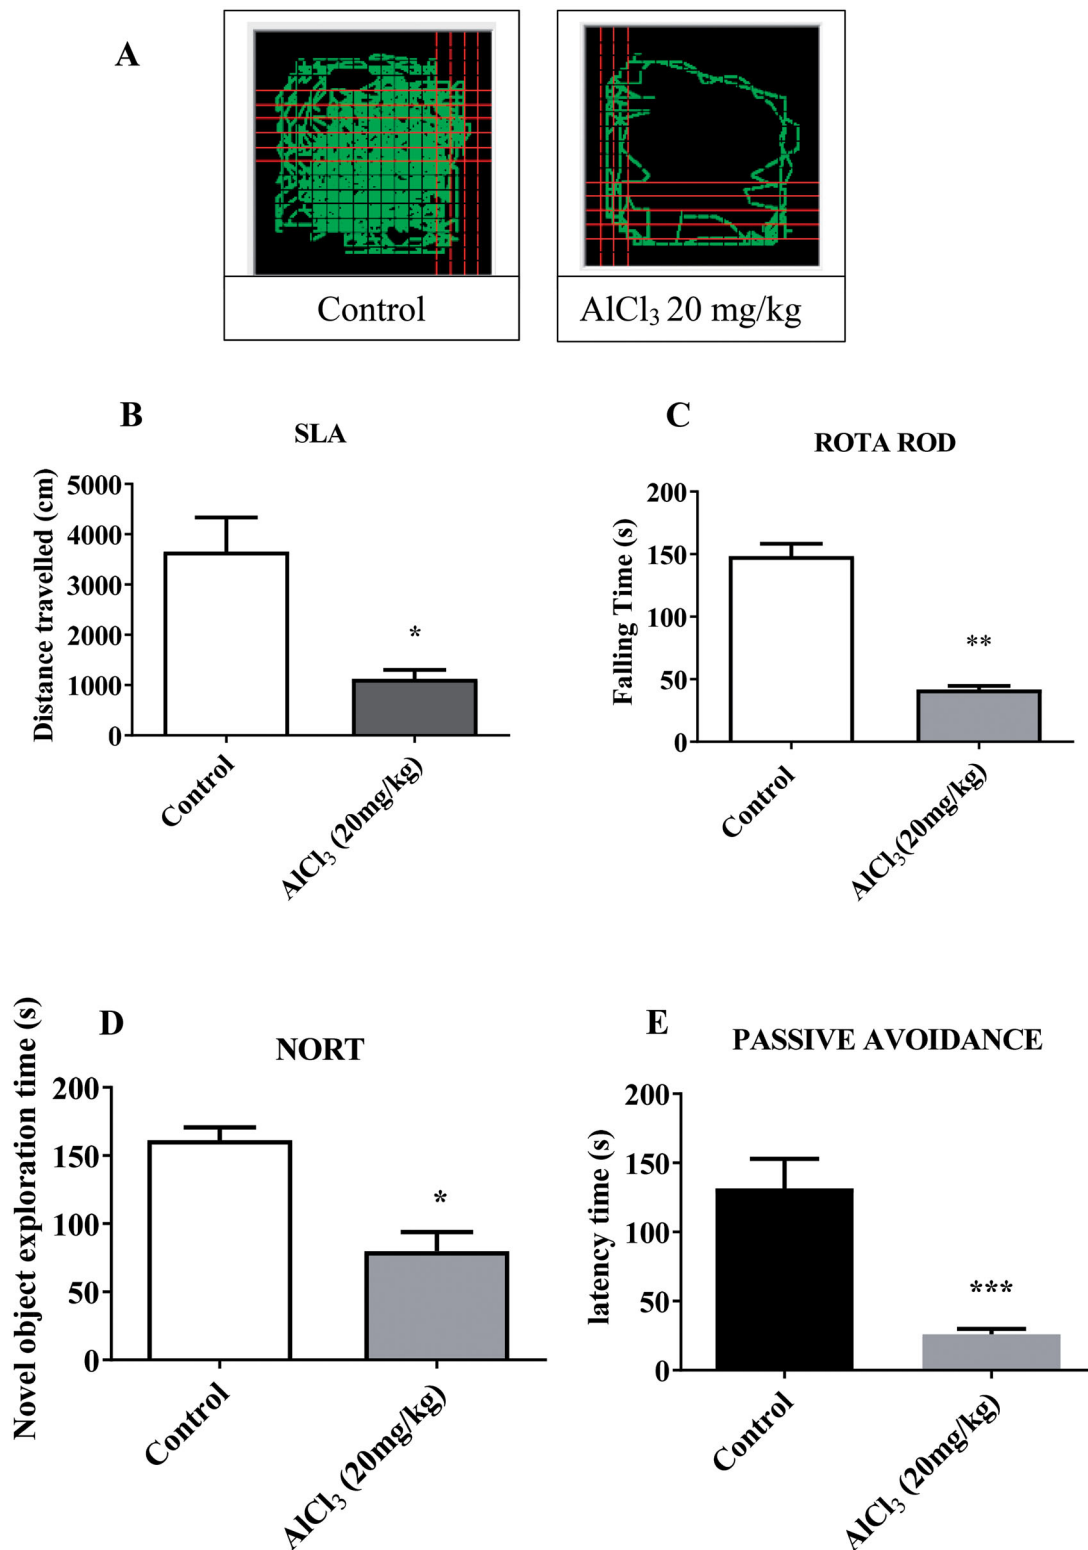 A
Control
AlCl₃ 20 mg/kg
B
SLA
Distance travelled (cm)
5000
4000
3000
2000
1000
0
*
Control
AlCl₃ (20mg/kg)
C
ROTA ROD
Falling Time (s)
200
150
100
50
0
**
Control
AlCl₃(20mg/kg)
D
NORT
Novel object exploration time (s)
200
150
100
50
0
*
Control
AlCl₃ (20mg/kg)
E
PASSIVE AVOIDANCE
latency time (s)
200
150
100
50
0
***
Control
AlCl₃ (20mg/kg)